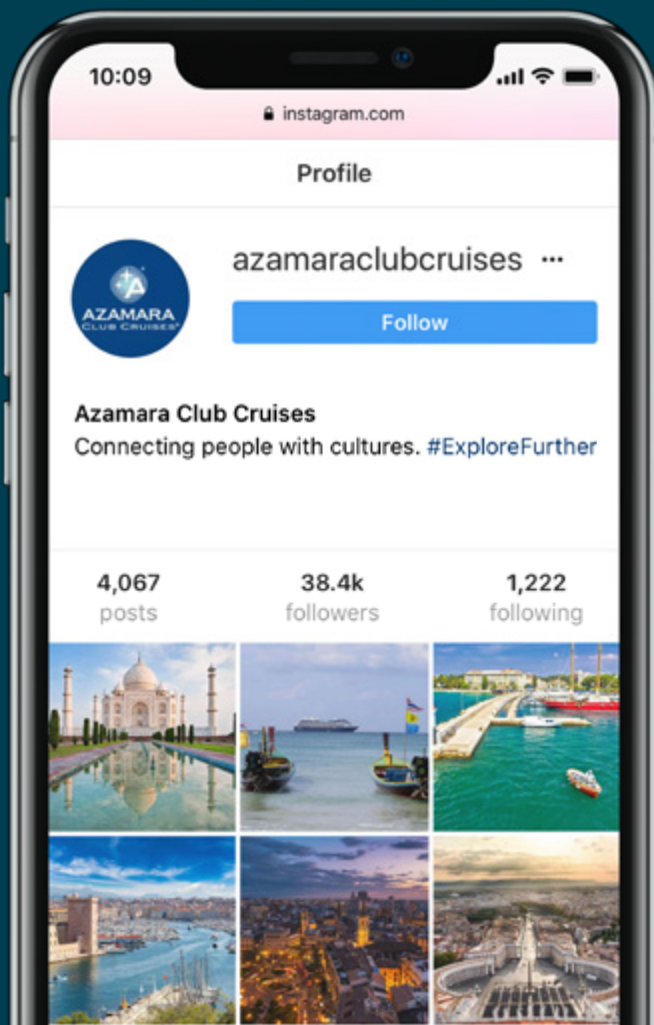 10:09
instagram.com
Profile
azamaraclubcruises ...
AZAMARA
CLUB CRUISES®
Follow
Azamara Club Cruises
Connecting people with cultures. #ExploreFurther
4,067 38.4k 1,222
posts followers following